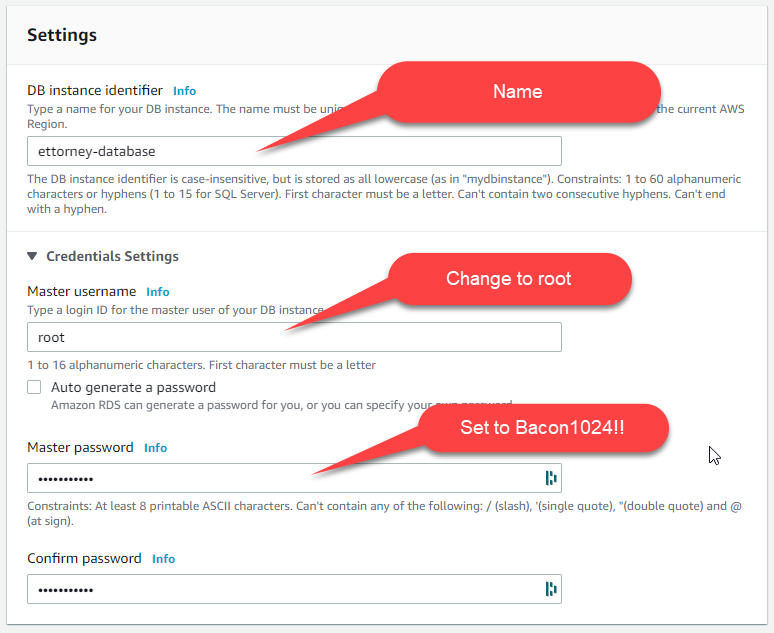 Settings
DB instance identifier Info
Name
Type a name for your DB instance. The name must be the current AWS
Region.
ettorney-database
The DB instance identifier is case-insensitive, but is stored as all lowercase (as in "mydbinstance"). Constraints: 1 to 60 alphanumeric
characters or hyphens (1 to 15 for SQL Server). First character must be a letter. Can't contain two consecutive hyphens. Can't end
with a hyphen.
▼ Credentials Settings
Change to root
Master username Info
Type a login ID for the master user of your DB instance.
root
1 to 16 alphanumeric characters. First character must be a letter
Auto generate a password
Amazon RDS can generate a password for you, or you can specify your own password
Set to Bacon1024!!
Master password Info
•••••••••••
Constraints: At least 8 printable ASCII characters. Can't contain any of the following: / (slash), '(single quote), "(double quote) and @
(at sign).
Confirm password Info
•••••••••••